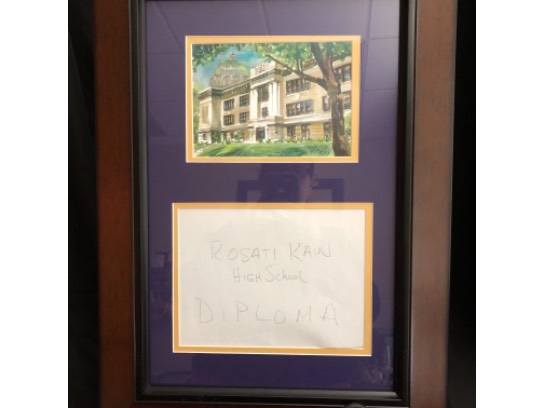 ROSATI KAIN
HIGH SCHOOL
DIPLOMA